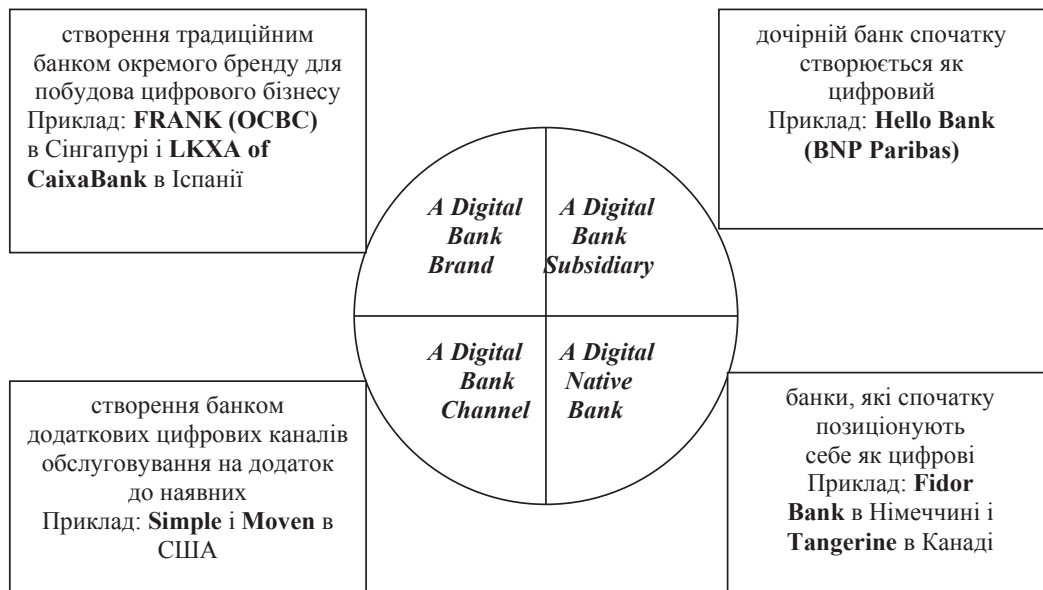 створення традиційним
банком окремого бренду для
побудова цифрового бізнесу
Приклад: FRANK (OCBC)
в Сінгапурі і LKXA of
CaixaBank в Іспанії
дочірній банк спочатку
створюється як
цифровий
Приклад: Hello Bank
(BNP Paribas)
A Digital
Bank
Brand
A Digital
Bank
Subsidiary
A Digital
Bank
Channel
A Digital
Native
Bank
створення банком
додаткових цифрових каналів
обслуговування на додаток
до наявних
Приклад: Simple і Moven в
США
банки, які спочатку
позиціонують
себе як цифрові
Приклад: Fidor
Bank в Німеччині і
Tangerine в Канаді